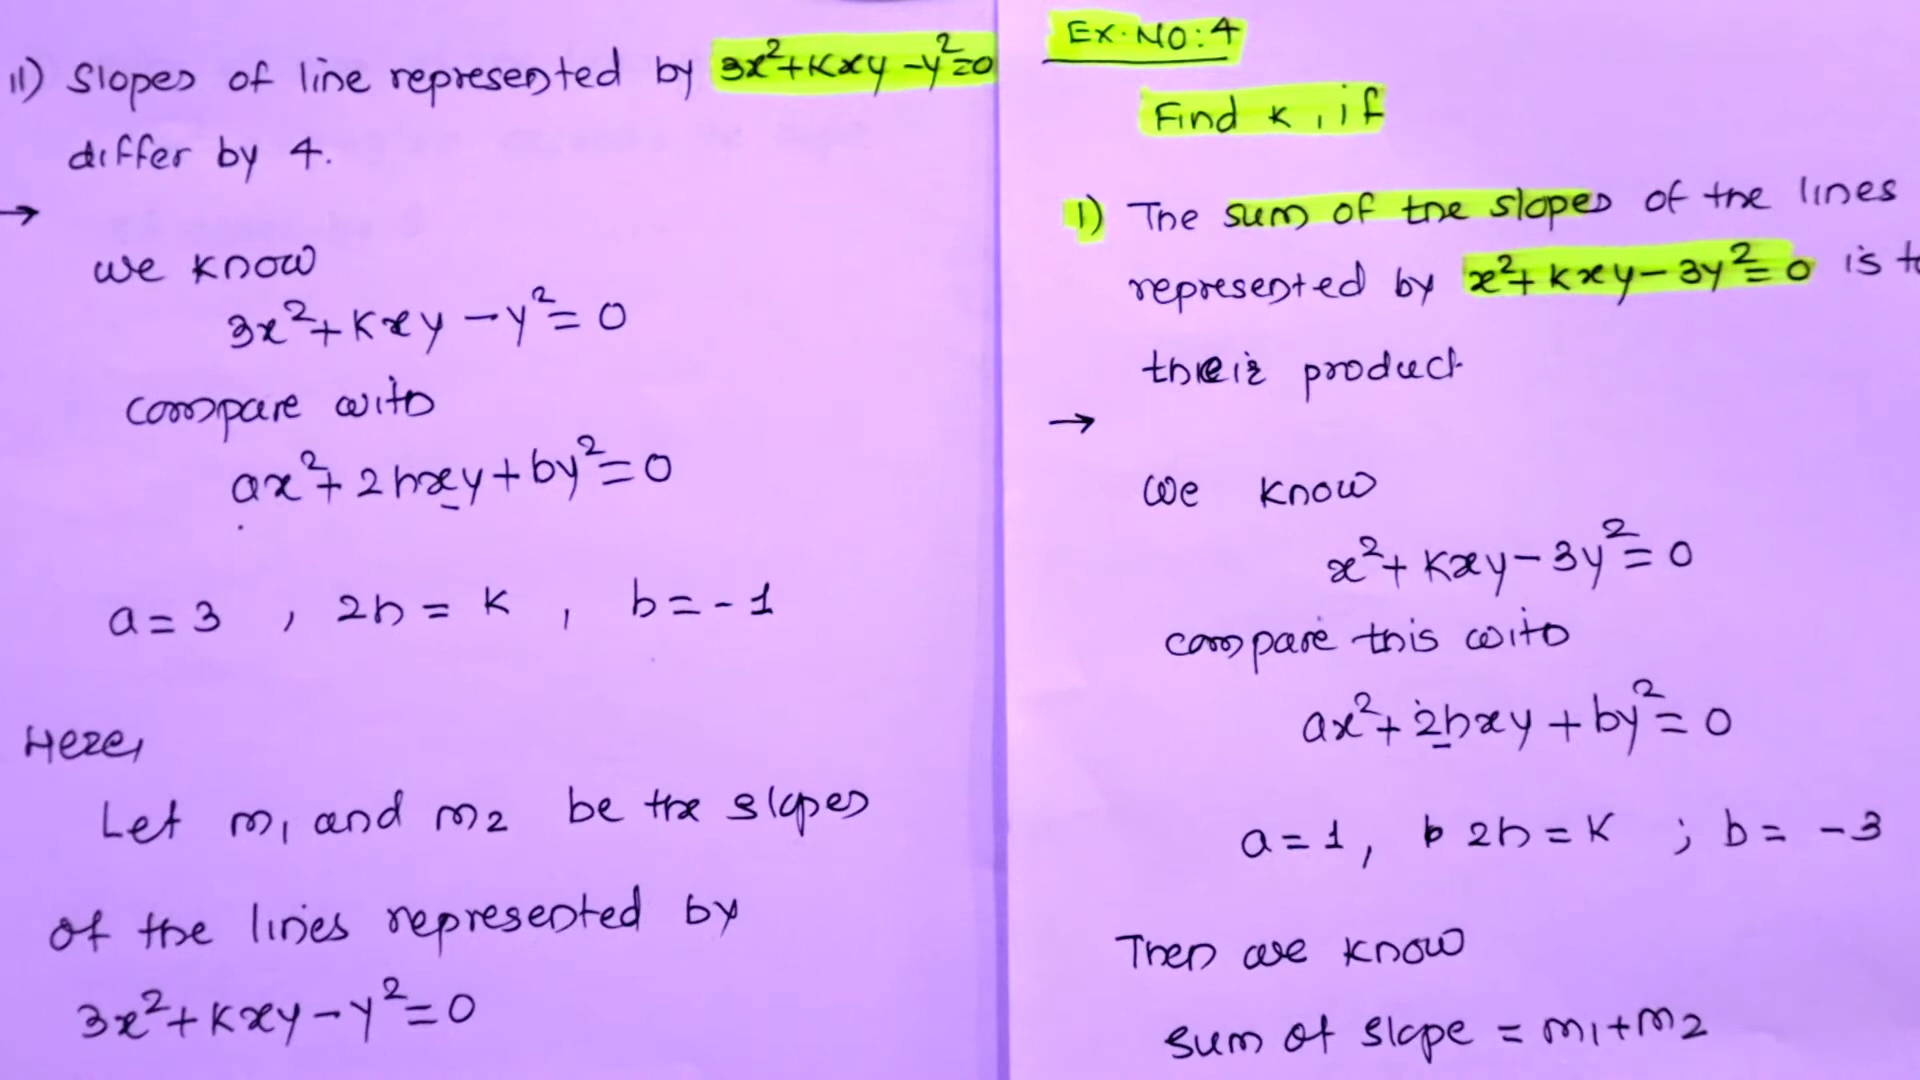 II) Slopes of line represented by 3x²+kxy-y²=0
differ by 4.
→
we know
3x²+kxy-y²=0
compare with
ax²+2hxy+by²=0
a=3 , 2h=k , b=-1
Here,
Let m₁ and m₂ be the slopes
of the lines represented by
3x²+kxy-y²=0
EX.NO:4
Find k, if
I) The sum of the slopes of the lines
represented by x²+kxy-3y²=0 is
their product
→
We know
x²+kxy-3y²=0
compare this with
ax²+2hxy+by²=0
a=1, 2h=k ; b=-3
Then we know
sum of slope = m₁+m₂